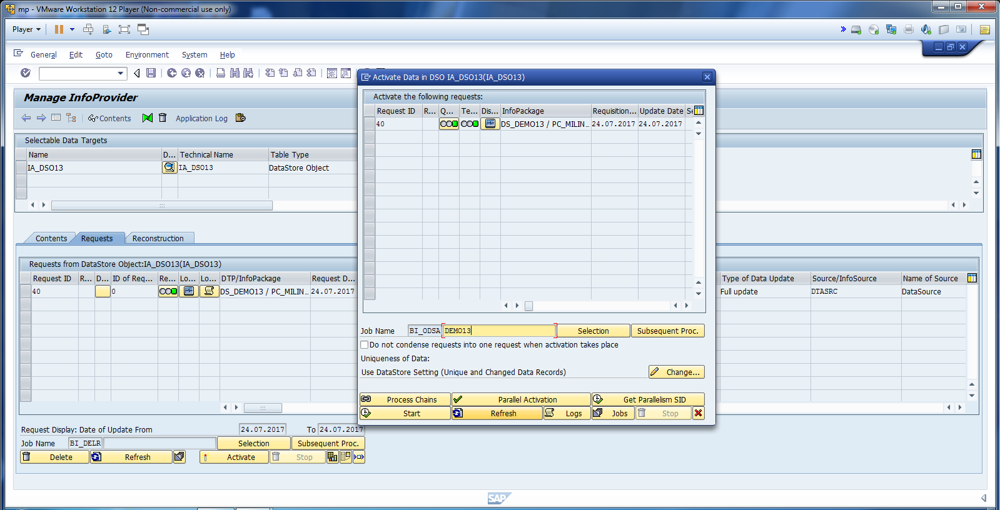 mp - VMware Workstation 12 Player (Non-commercial use only)
Player
General Edit Goto Environment System Help
Manage InfoProvider
Contents Application Log
Selectable Data Targets
Name D... Technical Name Table Type
IA_DSO13 IA_DSO13 DataStore Object
Contents Requests Reconstruction
Requests from DataStore Object:IA_DSO13(IA_DSO13)
Request ID R... D... ID of Req... Re... Lo... Lo... DTP/InfoPackage Request D... Type of Data Update Source/InfoSource Name of Source
40 0 DS_DEMO13 / PC_MILIN... 24.07.2017 Full update DTASRC DataSource
Request Display: Date of Update From 24.07.2017 To 24.07.2017
Job Name BI_DELR Selection Subsequent Proc.
Delete Refresh Activate Stop
Activate Data in DSO IA_DSO13(IA_DSO13)
Activate the following requests:
Request ID R... Q... Te... Dis... InfoPackage Requisition... Update Date Se
40 DS_DEMO13 / PC_MILIN... 24.07.2017 24.07.2017
Job Name BI_ODSA DEMO13 Selection Subsequent Proc.
Do not condense requests into one request when activation takes place
Uniqueness of Data:
Use DataStore Setting (Unique and Changed Data Records) Change...
Process Chains Parallel Activation Get Parallelism SID
Start Refresh Logs Jobs Stop
SAP